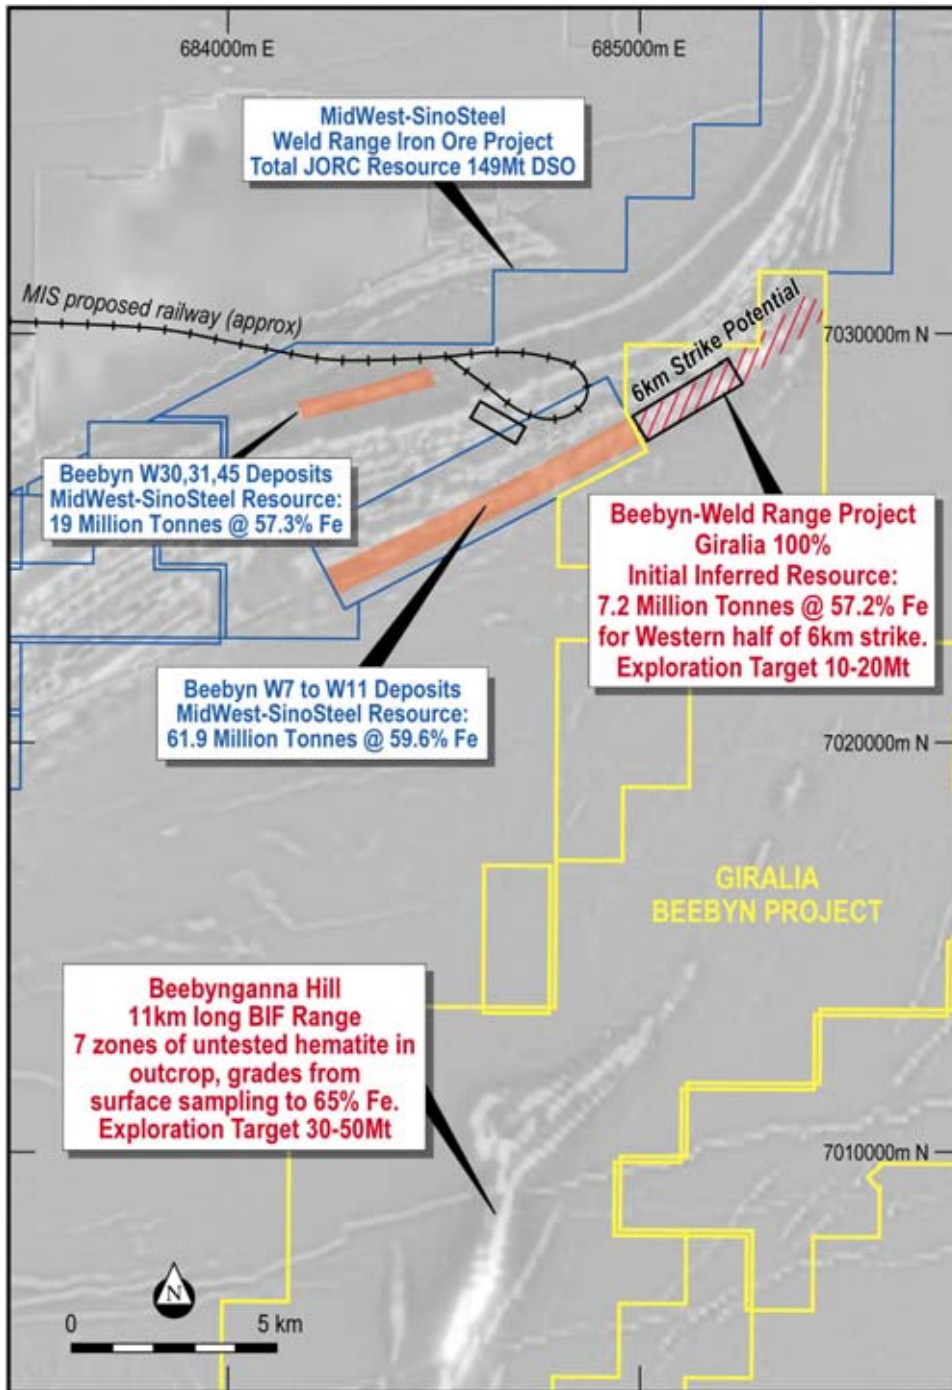 684000m E
685000m E
MidWest-SinoSteel
Weld Range Iron Ore Project
Total JORC Resource 149Mt DSO
MIS proposed railway (approx)
6km Strike Potential
7030000m N
Beebyn W30,31,45 Deposits
MidWest-SinoSteel Resource:
19 Million Tonnes @ 57.3% Fe
Beebyn-Weld Range Project
Giralia 100%
Initial Inferred Resource:
7.2 Million Tonnes @ 57.2% Fe
for Western half of 6km strike.
Exploration Target 10-20Mt
Beebyn W7 to W11 Deposits
MidWest-SinoSteel Resource:
61.9 Million Tonnes @ 59.6% Fe
7020000m N
GIRALIA
BEEBYN PROJECT
Beebynganna Hill
11km long BIF Range
7 zones of untested hematite in
outcrop, grades from
surface sampling to 65% Fe.
Exploration Target 30-50Mt
7010000m N
N
0 5 km